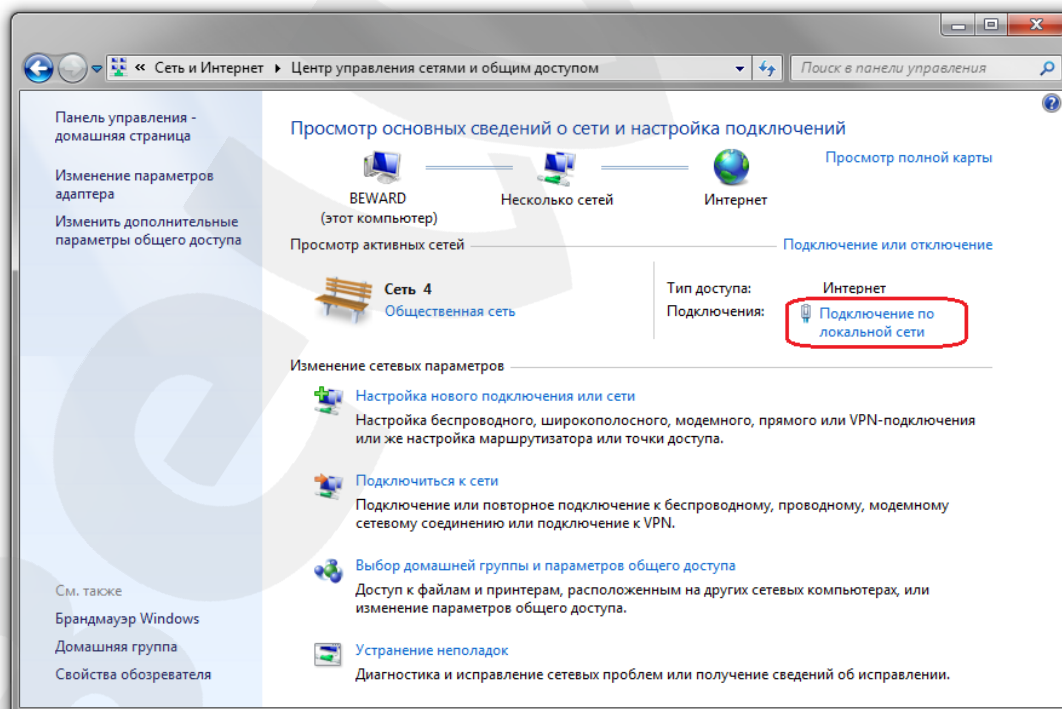 « Сеть и Интернет ▸ Центр управления сетями и общим доступом
Поиск в панели управления
Панель управления -
домашняя страница
Изменение параметров
адаптера
Изменить дополнительные
параметры общего доступа
Просмотр основных сведений о сети и настройка подключений
Просмотр полной карты
BEWARD
(этот компьютер)
Несколько сетей
Интернет
Просмотр активных сетей
Подключение или отключение
Сеть 4
Общественная сеть
Тип доступа: Интернет
Подключения: Подключение по
локальной сети
Изменение сетевых параметров
Настройка нового подключения или сети
Настройка беспроводного, широкополосного, модемного, прямого или VPN-подключения
или же настройка маршрутизатора или точки доступа.
Подключиться к сети
Подключение или повторное подключение к беспроводному, проводному, модемному
сетевому соединению или подключение к VPN.
Выбор домашней группы и параметров общего доступа
Доступ к файлам и принтерам, расположенным на других сетевых компьютерах, или
изменение параметров общего доступа.
Устранение неполадок
Диагностика и исправление сетевых проблем или получение сведений об исправлении.
См. также
Брандмауэр Windows
Домашняя группа
Свойства обозревателя